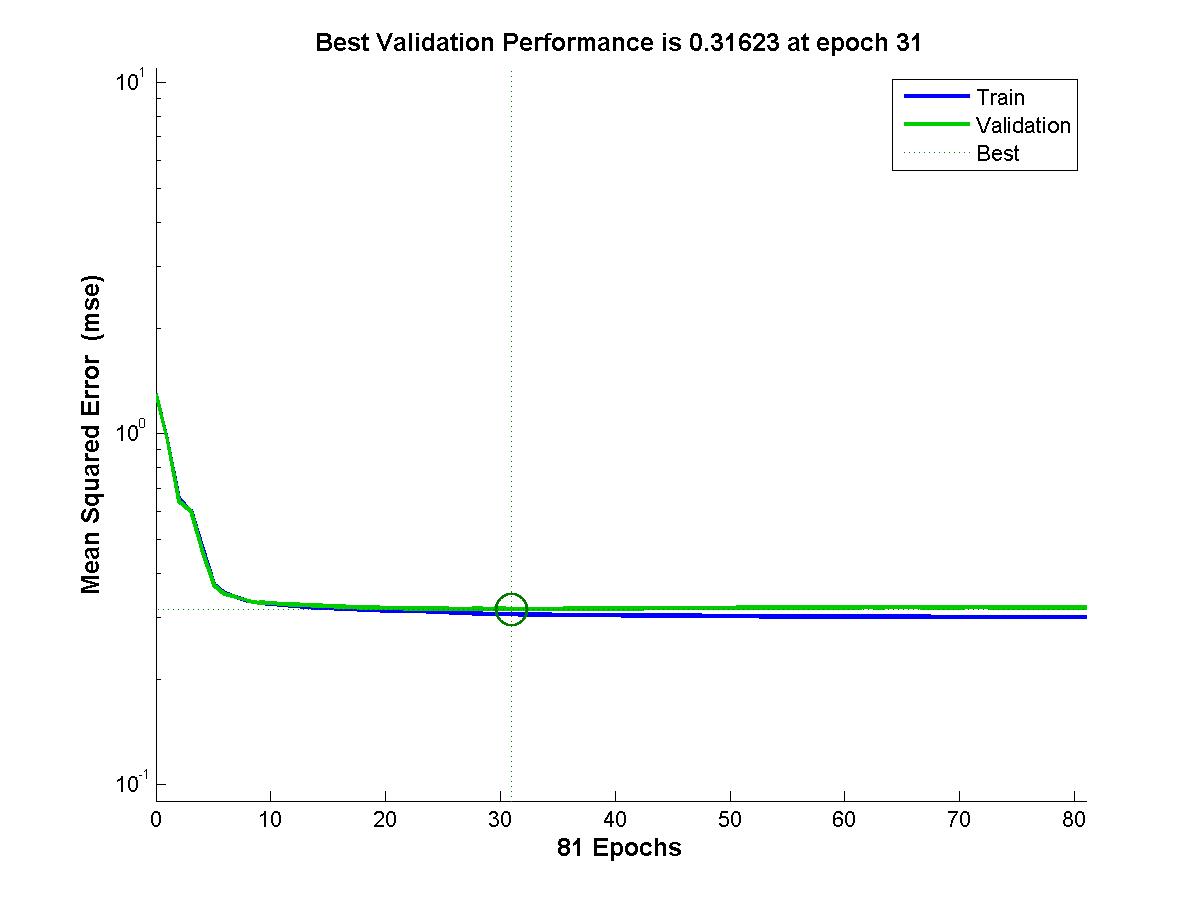 Best Validation Performance is 0.31623 at epoch 31
Train
Validation
Best
Mean Squared Error (mse)
10^1
10^0
10^-1
0 10 20 30 40 50 60 70 80
81 Epochs